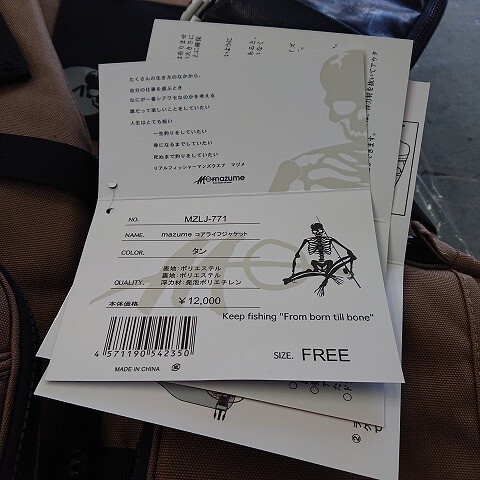 たくさんの生き方のなかから、
自分の仕事を選ぶとき
なにが一番シアワセなのかを考える
誰だって楽しいことをしていたい
人生はとても短い
一生釣りをしていたい
骨になるまでしていたい
死ぬまで釣りをしていたい
リアルフィッシャーマンズウエア マヅメ
mazume
NO. MZLJ-771
NAME. mazume コアライフジャケット
COLOR. タン
QUALITY. 表地:ポリエステル
裏地:ポリエステル
浮力材:発泡ポリエチレン
本体価格 ¥12,000
Keep fishing "From born till bone"
4 571190 542350
SIZE. FREE
MADE IN CHINA